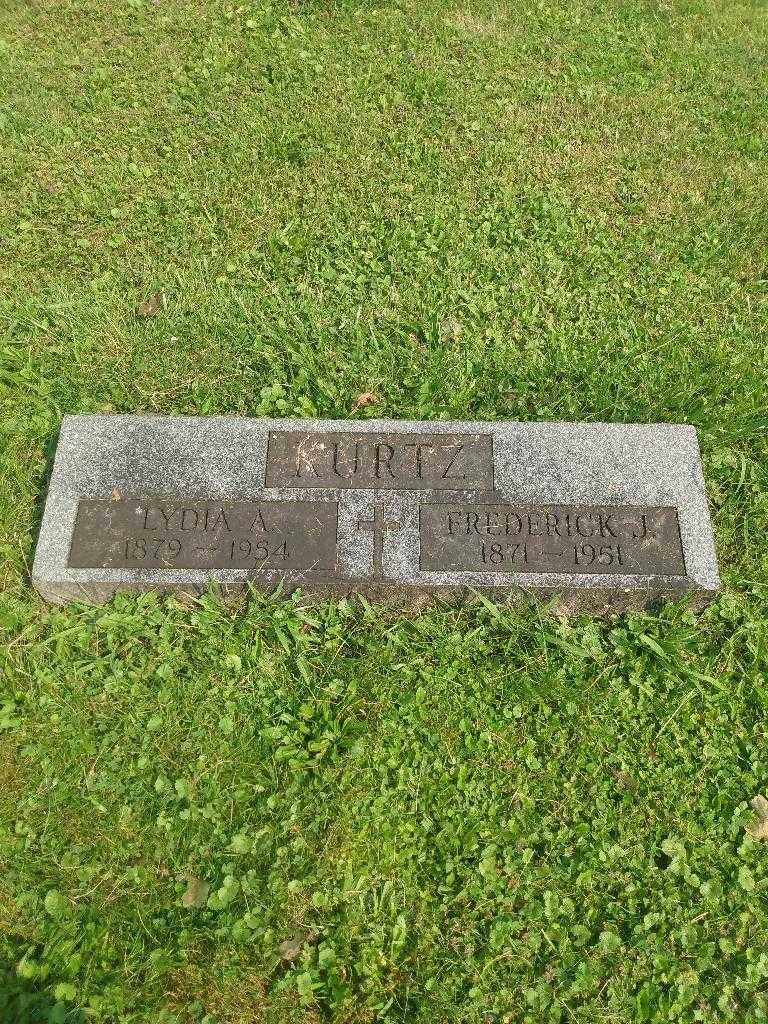 KURTZ
LYDIA A.
1879 — 1954
FREDERICK J.
1871 — 1951